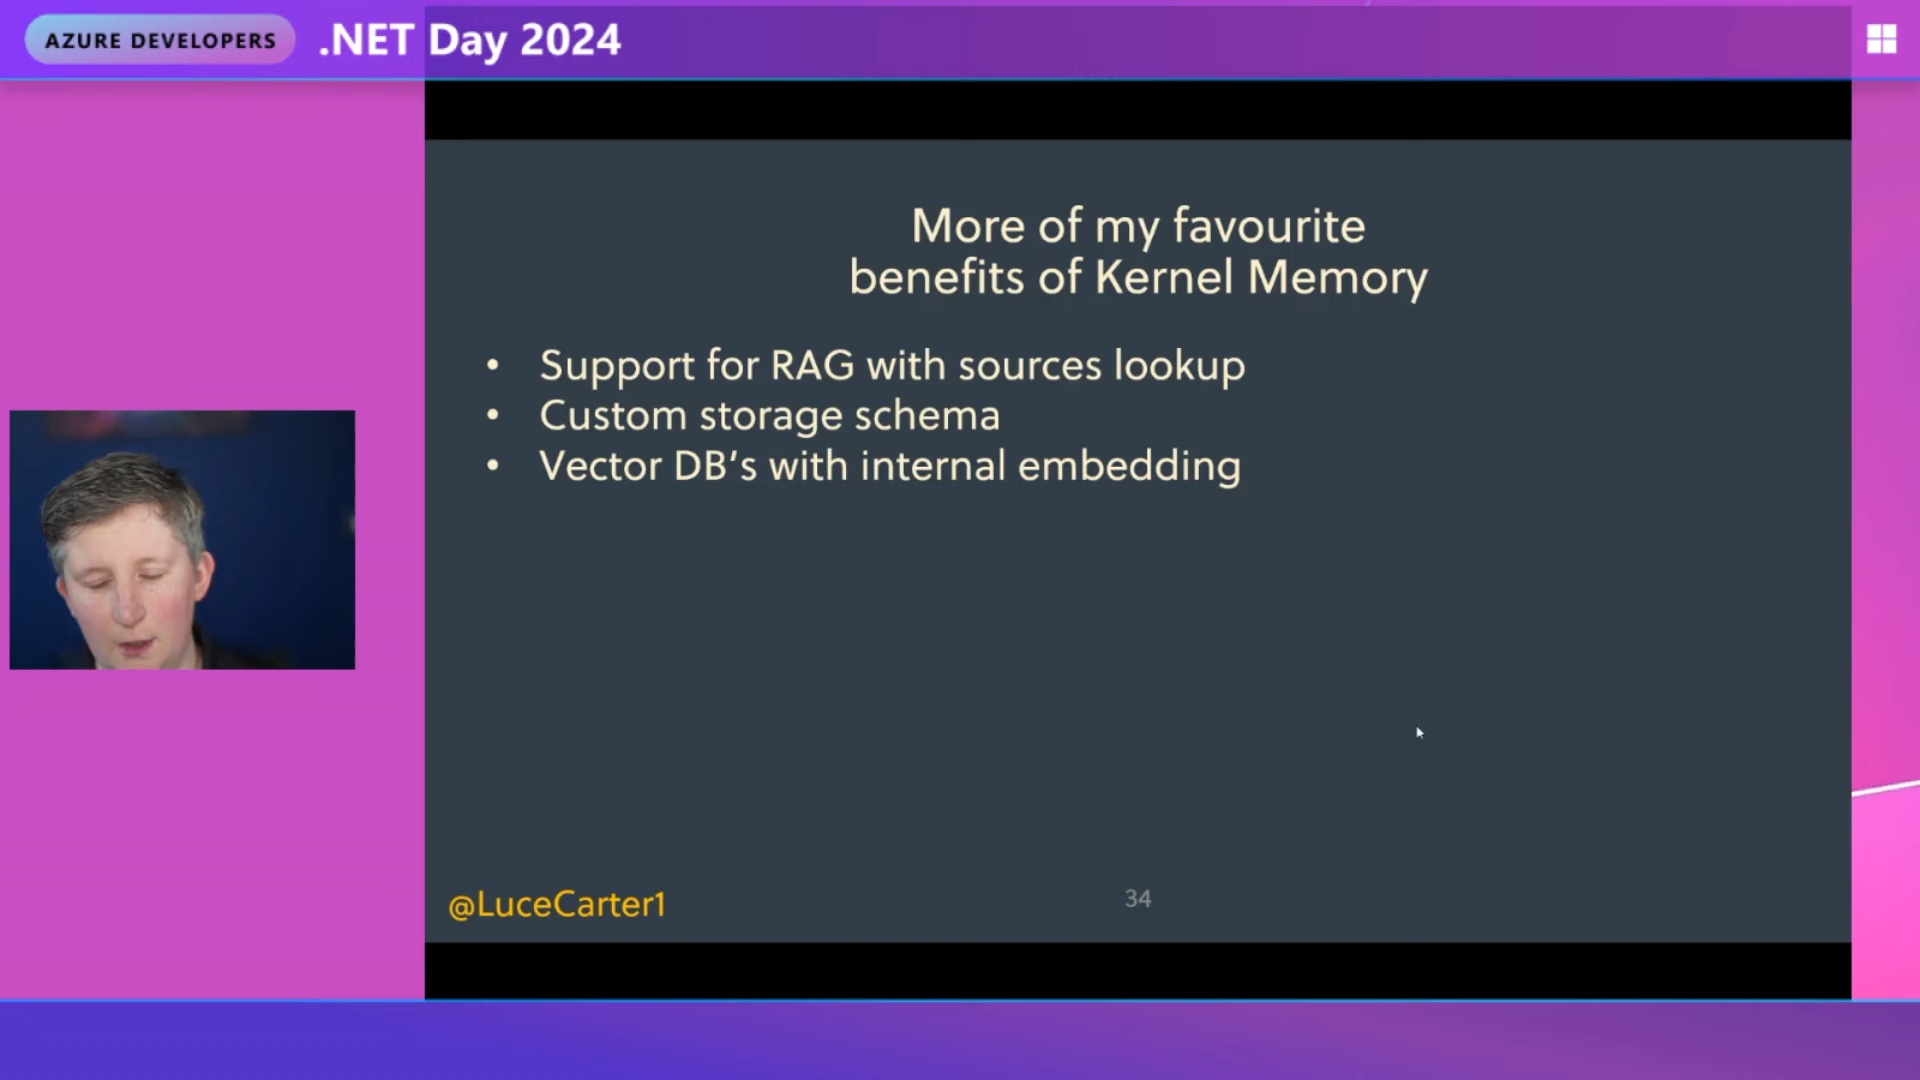 AZURE DEVELOPERS .NET Day 2024
More of my favourite
benefits of Kernel Memory
• Support for RAG with sources lookup
• Custom storage schema
• Vector DB's with internal embedding
@LuceCarter1
34